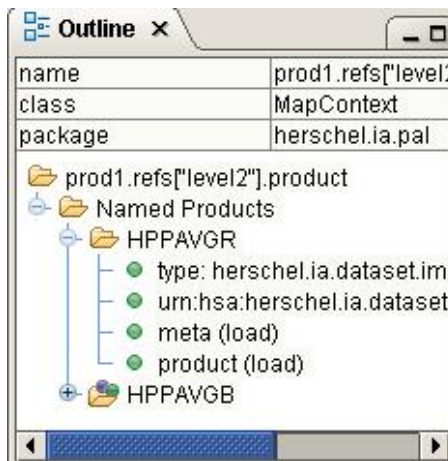 Outline
name prod1.refs["level2
class MapContext
package herschel.ia.pal
prod1.refs["level2"].product
Named Products
HPPAVGR
type: herschel.ia.dataset.im
urn:hsa:herschel.ia.dataset
meta (load)
product (load)
HPPAVGB